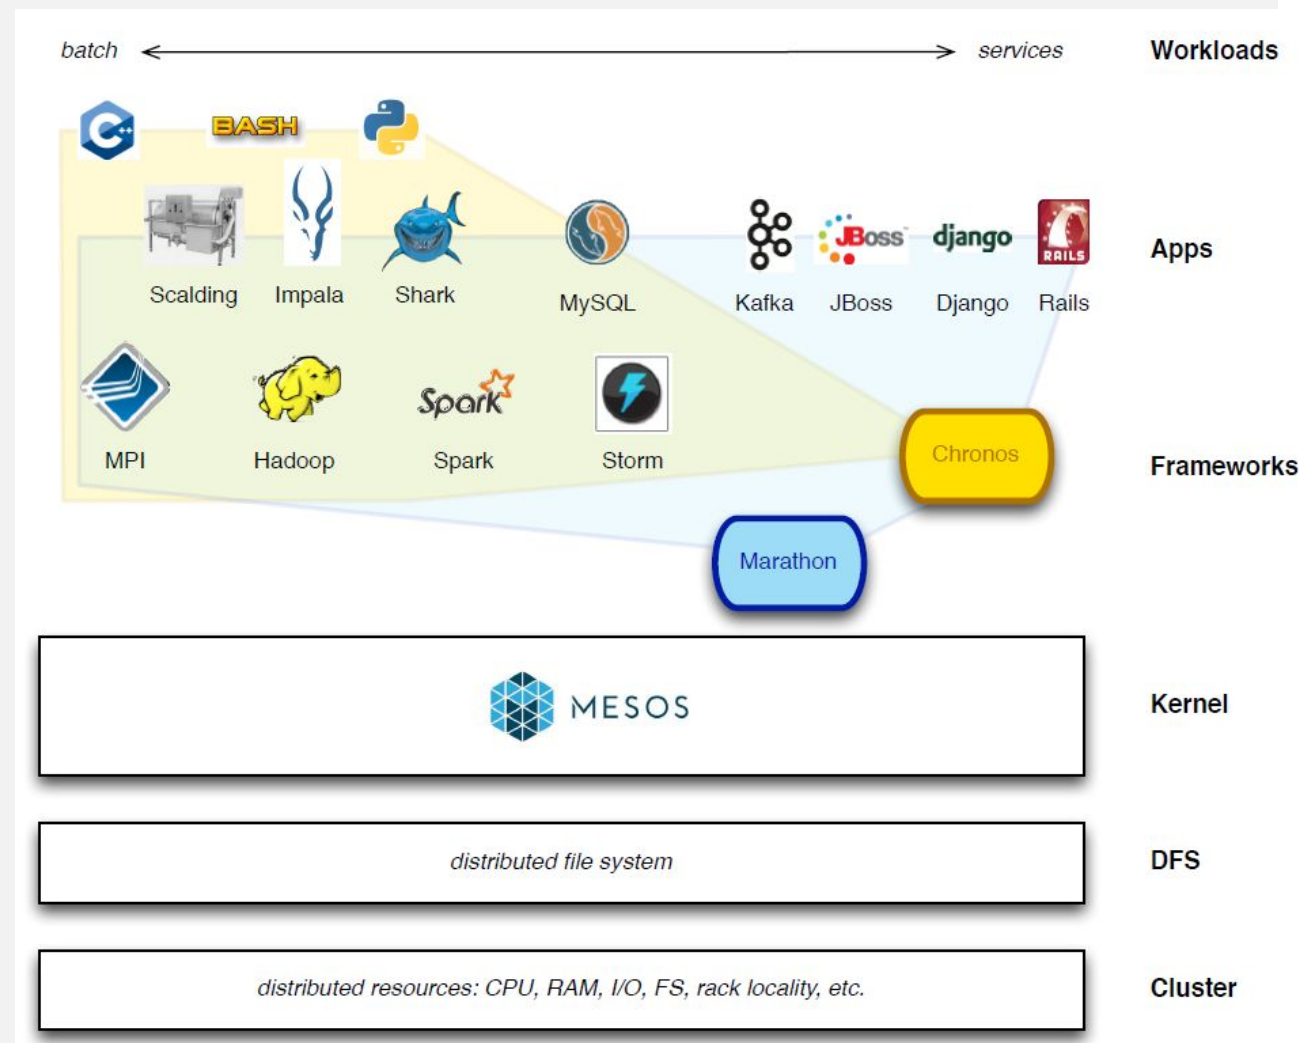 batch
services
Workloads
C++
BASH
JBoss
django
RAILS
Apps
Scalding
Impala
Shark
MySQL
Kafka
JBoss
Django
Rails
Spark
MPI
Hadoop
Spark
Storm
Chronos
Frameworks
Marathon
MESOS
Kernel
distributed file system
DFS
distributed resources: CPU, RAM, I/O, FS, rack locality, etc.
Cluster